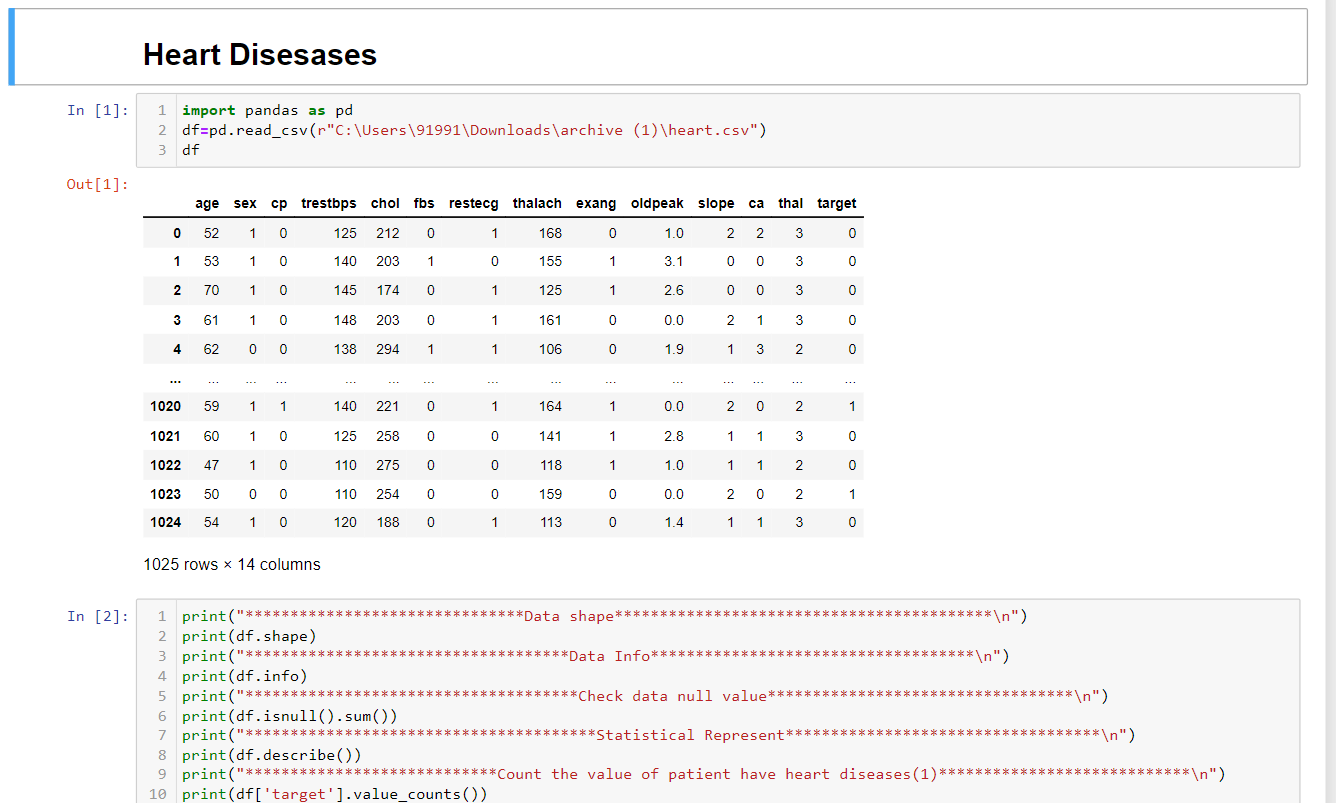 Heart Disesases
In [1]:
1 import pandas as pd
2 df=pd.read_csv(r"C:\Users\91991\Downloads\archive (1)\heart.csv")
3 df
Out[1]:
age sex cp trestbps chol fbs restecg thalach exang oldpeak slope ca thal target
0 52 1 0 125 212 0 1 168 0 1.0 2 2 3 0
1 53 1 0 140 203 1 0 155 1 3.1 0 0 3 0
2 70 1 0 145 174 0 1 125 1 2.6 0 0 3 0
3 61 1 0 148 203 0 1 161 0 0.0 2 1 3 0
4 62 0 0 138 294 1 1 106 0 1.9 1 3 2 0
... ... ... ... ... ... ... ... ... ... ... ... ... ... ...
1020 59 1 1 140 221 0 1 164 1 0.0 2 0 2 1
1021 60 1 0 125 258 0 0 141 1 2.8 1 1 3 0
1022 47 1 0 110 275 0 0 118 1 1.0 1 1 2 0
1023 50 0 0 110 254 0 0 159 0 0.0 2 0 2 1
1024 54 1 0 120 188 0 1 113 0 1.4 1 1 3 0
1025 rows × 14 columns
In [2]:
1 print("*******************************Data shape******************************************\n")
2 print(df.shape)
3 print("************************************Data Info************************************\n")
4 print(df.info)
5 print("*************************************Check data null value**********************************\n")
6 print(df.isnull().sum())
7 print("***************************************Statistical Represent***********************************\n")
8 print(df.describe())
9 print("****************************Count the value of patient have heart diseases(1)****************************\n")
10 print(df['target'].value_counts())